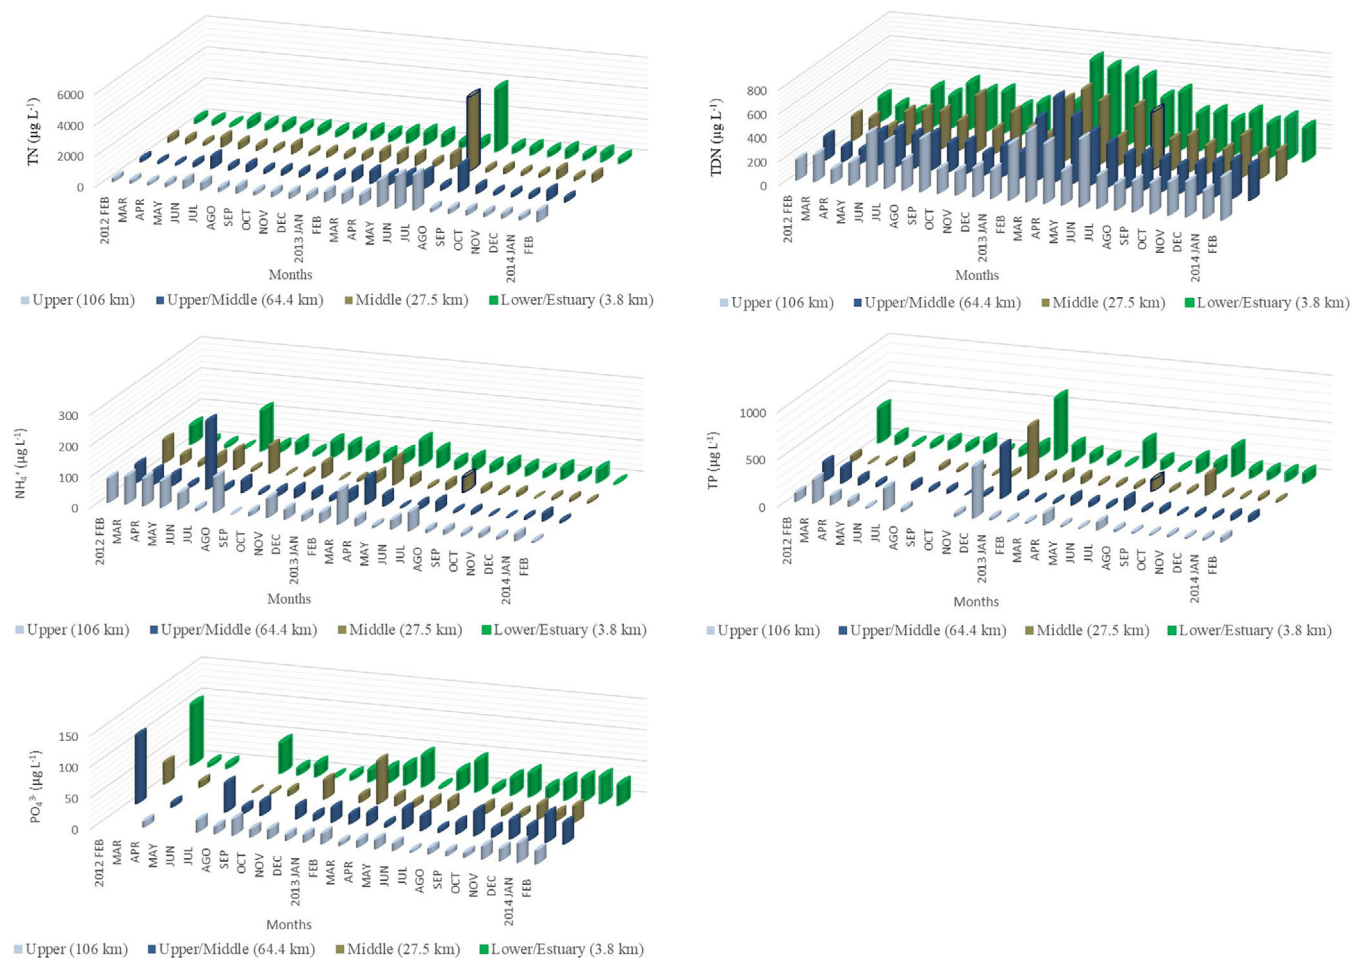 TN (µg L-1)
6000
4000
2000
0
2012 FEB
MAR
APR
MAY
JUN
JUL
AGO
SEP
OCT
NOV
DEC
2013 JAN
FEB
MAR
APR
MAY
JUN
JUL
AGO
SEP
OCT
NOV
DEC
2014 JAN
FEB
Months
Upper (106 km) Upper/Middle (64.4 km) Middle (27.5 km) Lower/Estuary (3.8 km)
TDN (µg L-1)
800
600
400
200
0
2012 FEB
MAR
APR
MAY
JUN
JUL
AGO
SEP
OCT
NOV
DEC
2013 JAN
FEB
MAR
APR
MAY
JUN
JUL
AGO
SEP
OCT
NOV
DEC
2014 JAN
FEB
Months
Upper (106 km) Upper/Middle (64.4 km) Middle (27.5 km) Lower/Estuary (3.8 km)
NH4+ (µg L-1)
300
200
100
0
2012 FEB
MAR
APR
MAY
JUN
JUL
AGO
SEP
OCT
NOV
DEC
2013 JAN
FEB
MAR
APR
MAY
JUN
JUL
AGO
SEP
OCT
NOV
DEC
2014 JAN
FEB
Months
Upper (106 km) Upper/Middle (64.4 km) Middle (27.5 km) Lower/Estuary (3.8 km)
TP (µg L-1)
1000
500
0
2012 FEB
MAR
APR
MAY
JUN
JUL
AGO
SEP
OCT
NOV
DEC
2013 JAN
FEB
MAR
APR
MAY
JUN
JUL
AGO
SEP
OCT
NOV
DEC
2014 JAN
FEB
Months
Upper (106 km) Upper/Middle (64.4 km) Middle (27.5 km) Lower/Estuary (3.8 km)
PO43- (µg L-1)
150
100
50
0
2012 FEB
MAR
APR
MAY
JUN
JUL
AGO
SEP
OCT
NOV
DEC
2013 JAN
FEB
MAR
APR
MAY
JUN
JUL
AGO
SEP
OCT
NOV
DEC
2014 JAN
FEB
Months
Upper (106 km) Upper/Middle (64.4 km) Middle (27.5 km) Lower/Estuary (3.8 km)